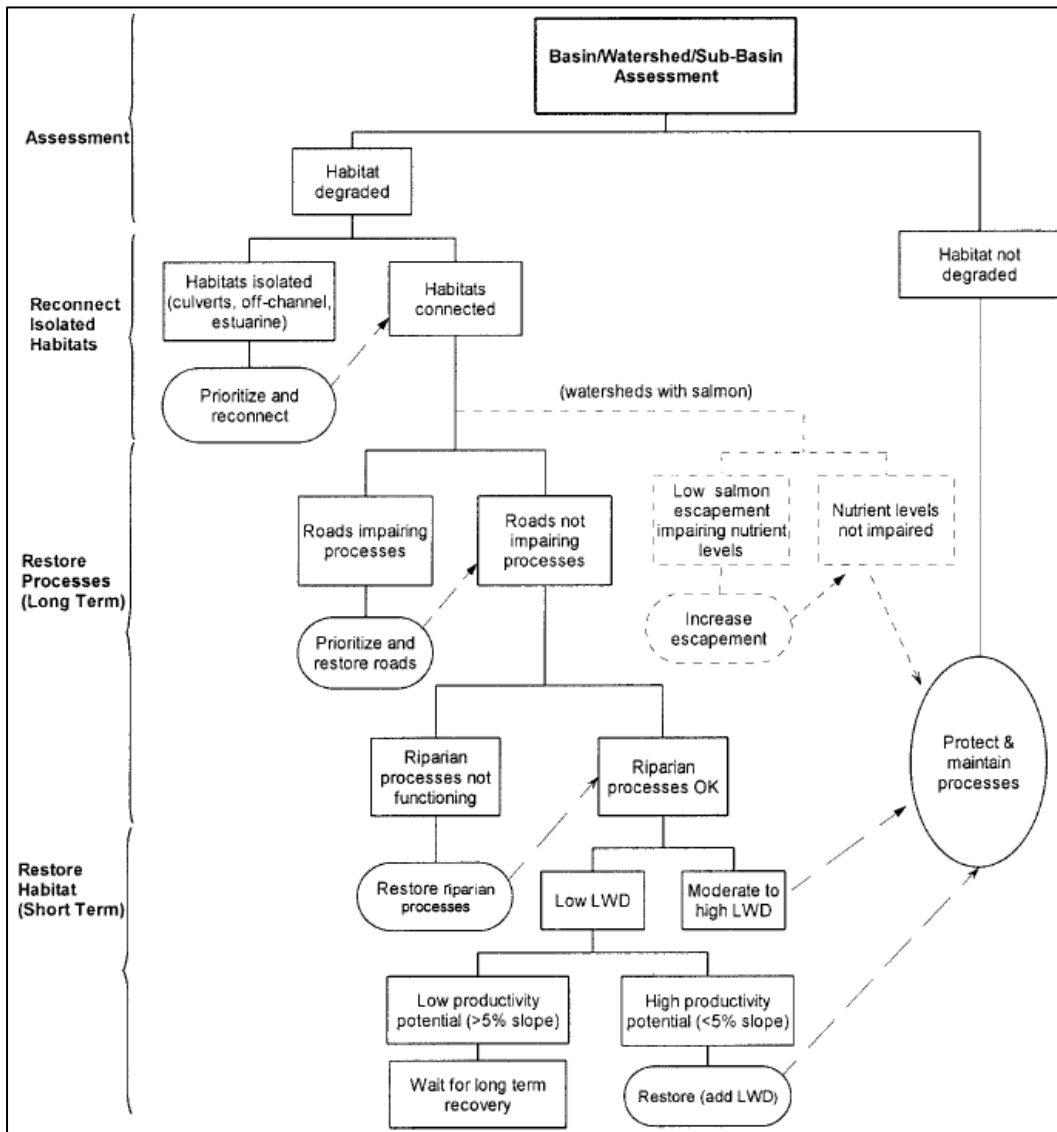 Basin/Watershed/Sub-Basin
Assessment
Assessment
Habitat
degraded
Habitat not
degraded
Reconnect
Isolated
Habitats
Habitats isolated
(culverts, off-channel,
estuarine)
Habitats
connected
Prioritize and
reconnect
(watersheds with salmon)
Restore
Processes
(Long Term)
Roads impairing
processes
Roads not
impairing
processes
Low salmon
escapement
impairing nutrient
levels
Nutrient levels
not impaired
Prioritize and
restore roads
Increase
escapement
Riparian
processes not
functioning
Riparian
processes OK
Protect &
maintain
processes
Restore
Habitat
(Short Term)
Restore riparian
processes
Low LWD
Moderate to
high LWD
Low productivity
potential (>5% slope)
High productivity
potential (<5% slope)
Wait for long term
recovery
Restore (add LWD)